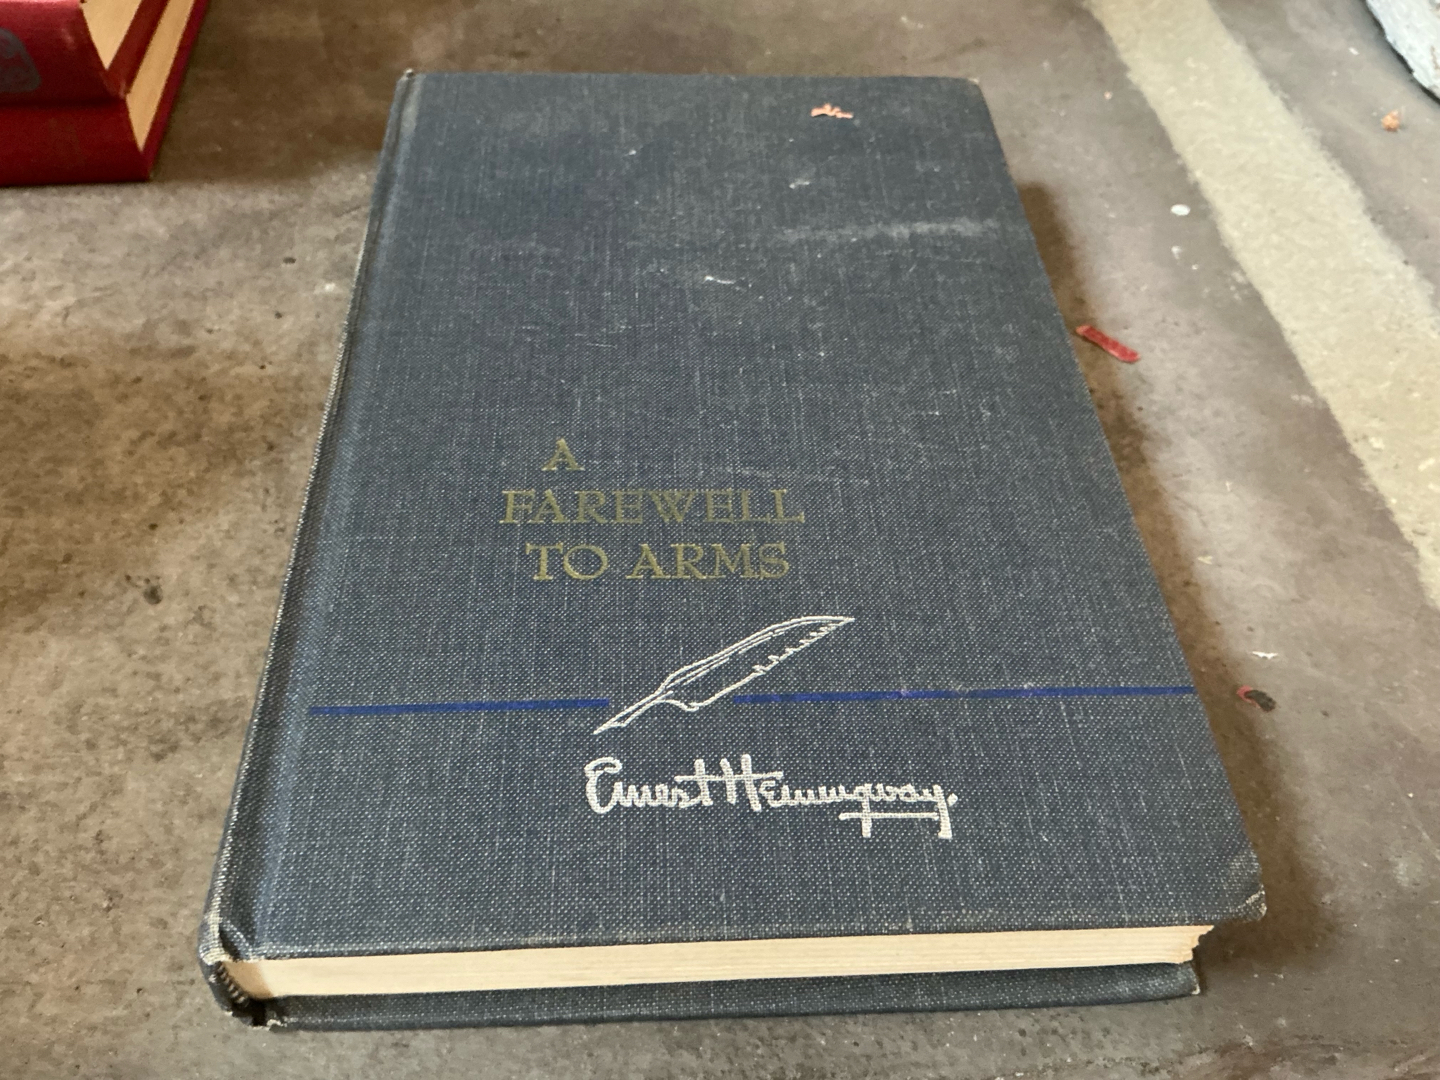 A
FAREWELL
TO ARMS
Ernest Hemingway.